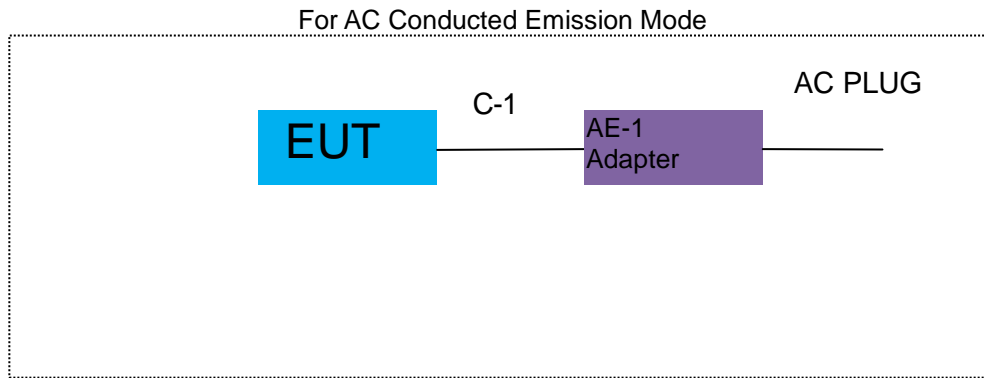 For AC Conducted Emission Mode
AC PLUG
C-1
EUT
AE-1
Adapter